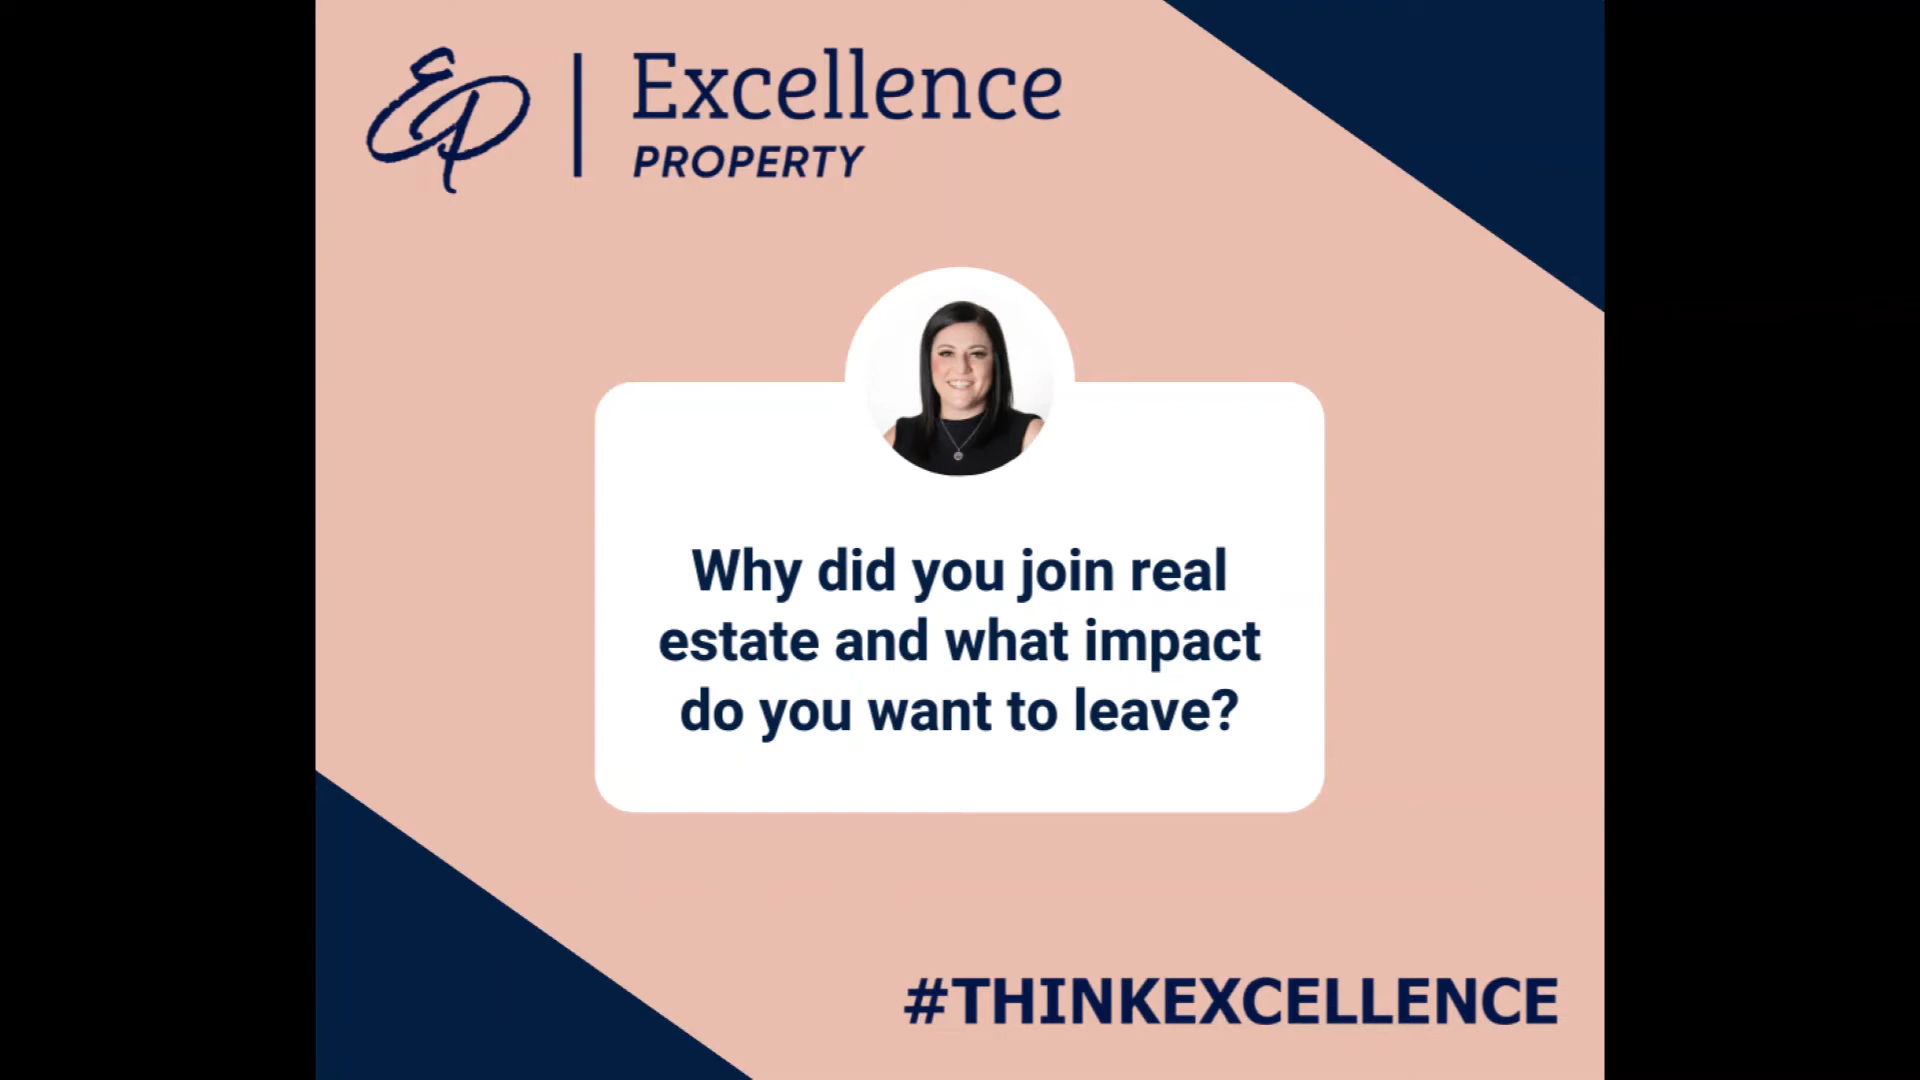 EP
Excellence
PROPERTY
Why did you join real
estate and what impact
do you want to leave?
#THINKEXCELLENCE